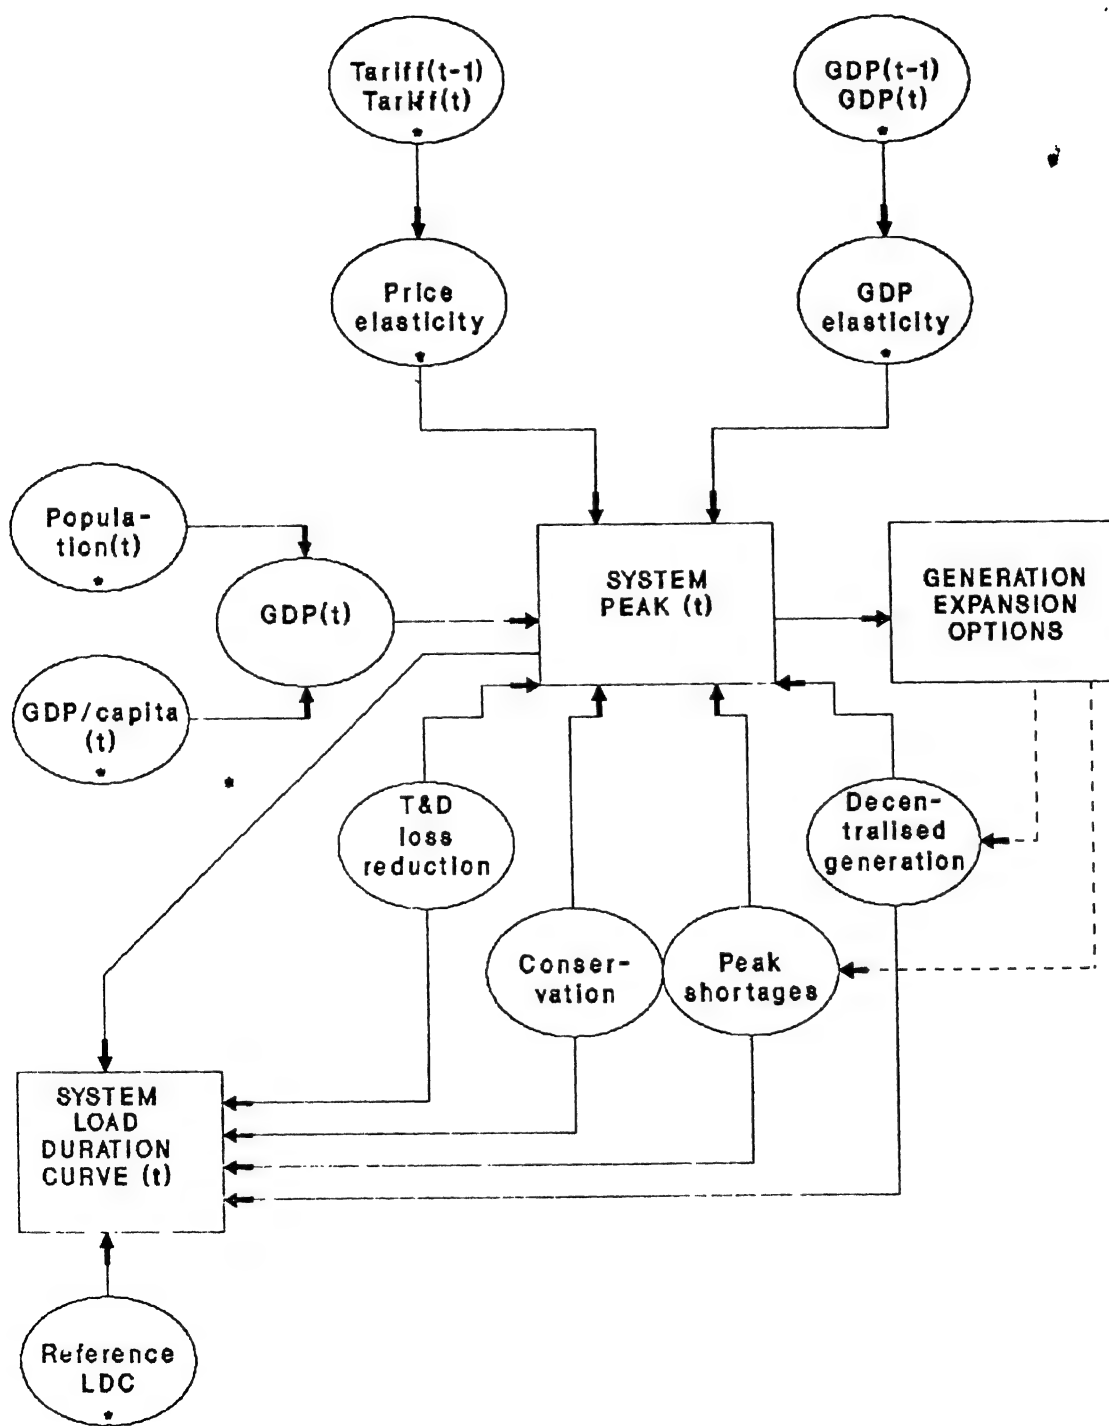 Tariff(t-1)
Tariff(t)
*
GDP(t-1)
GDP(t)
*
Price
elasticity
*
GDP
elasticity
*
Popula-
tion(t)
*
GDP(t)
SYSTEM
PEAK (t)
GENERATION
EXPANSION
OPTIONS
GDP/capita
(t)
*
*
T&D
loss
reduction
Decen-
tralised
generation
Conser-
vation
Peak
shortages
SYSTEM
LOAD
DURATION
CURVE (t)
Reference
LDC
*